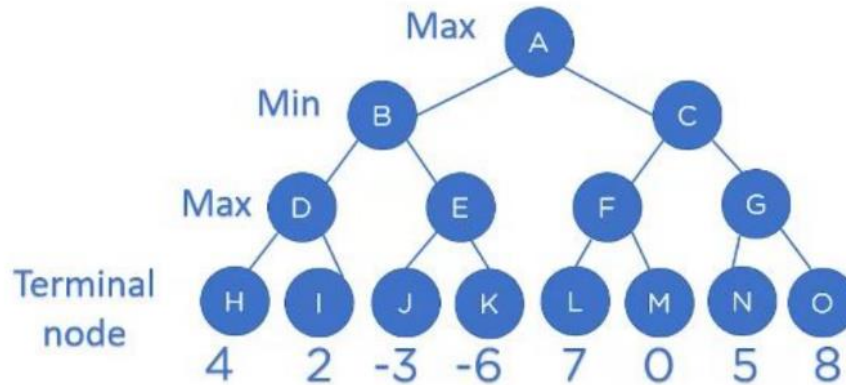 Max
A
Min
B
C
Max
D
E
F
G
Terminal
node
H
I
J
K
L
M
N
O
4
2
-3
-6
7
0
5
8